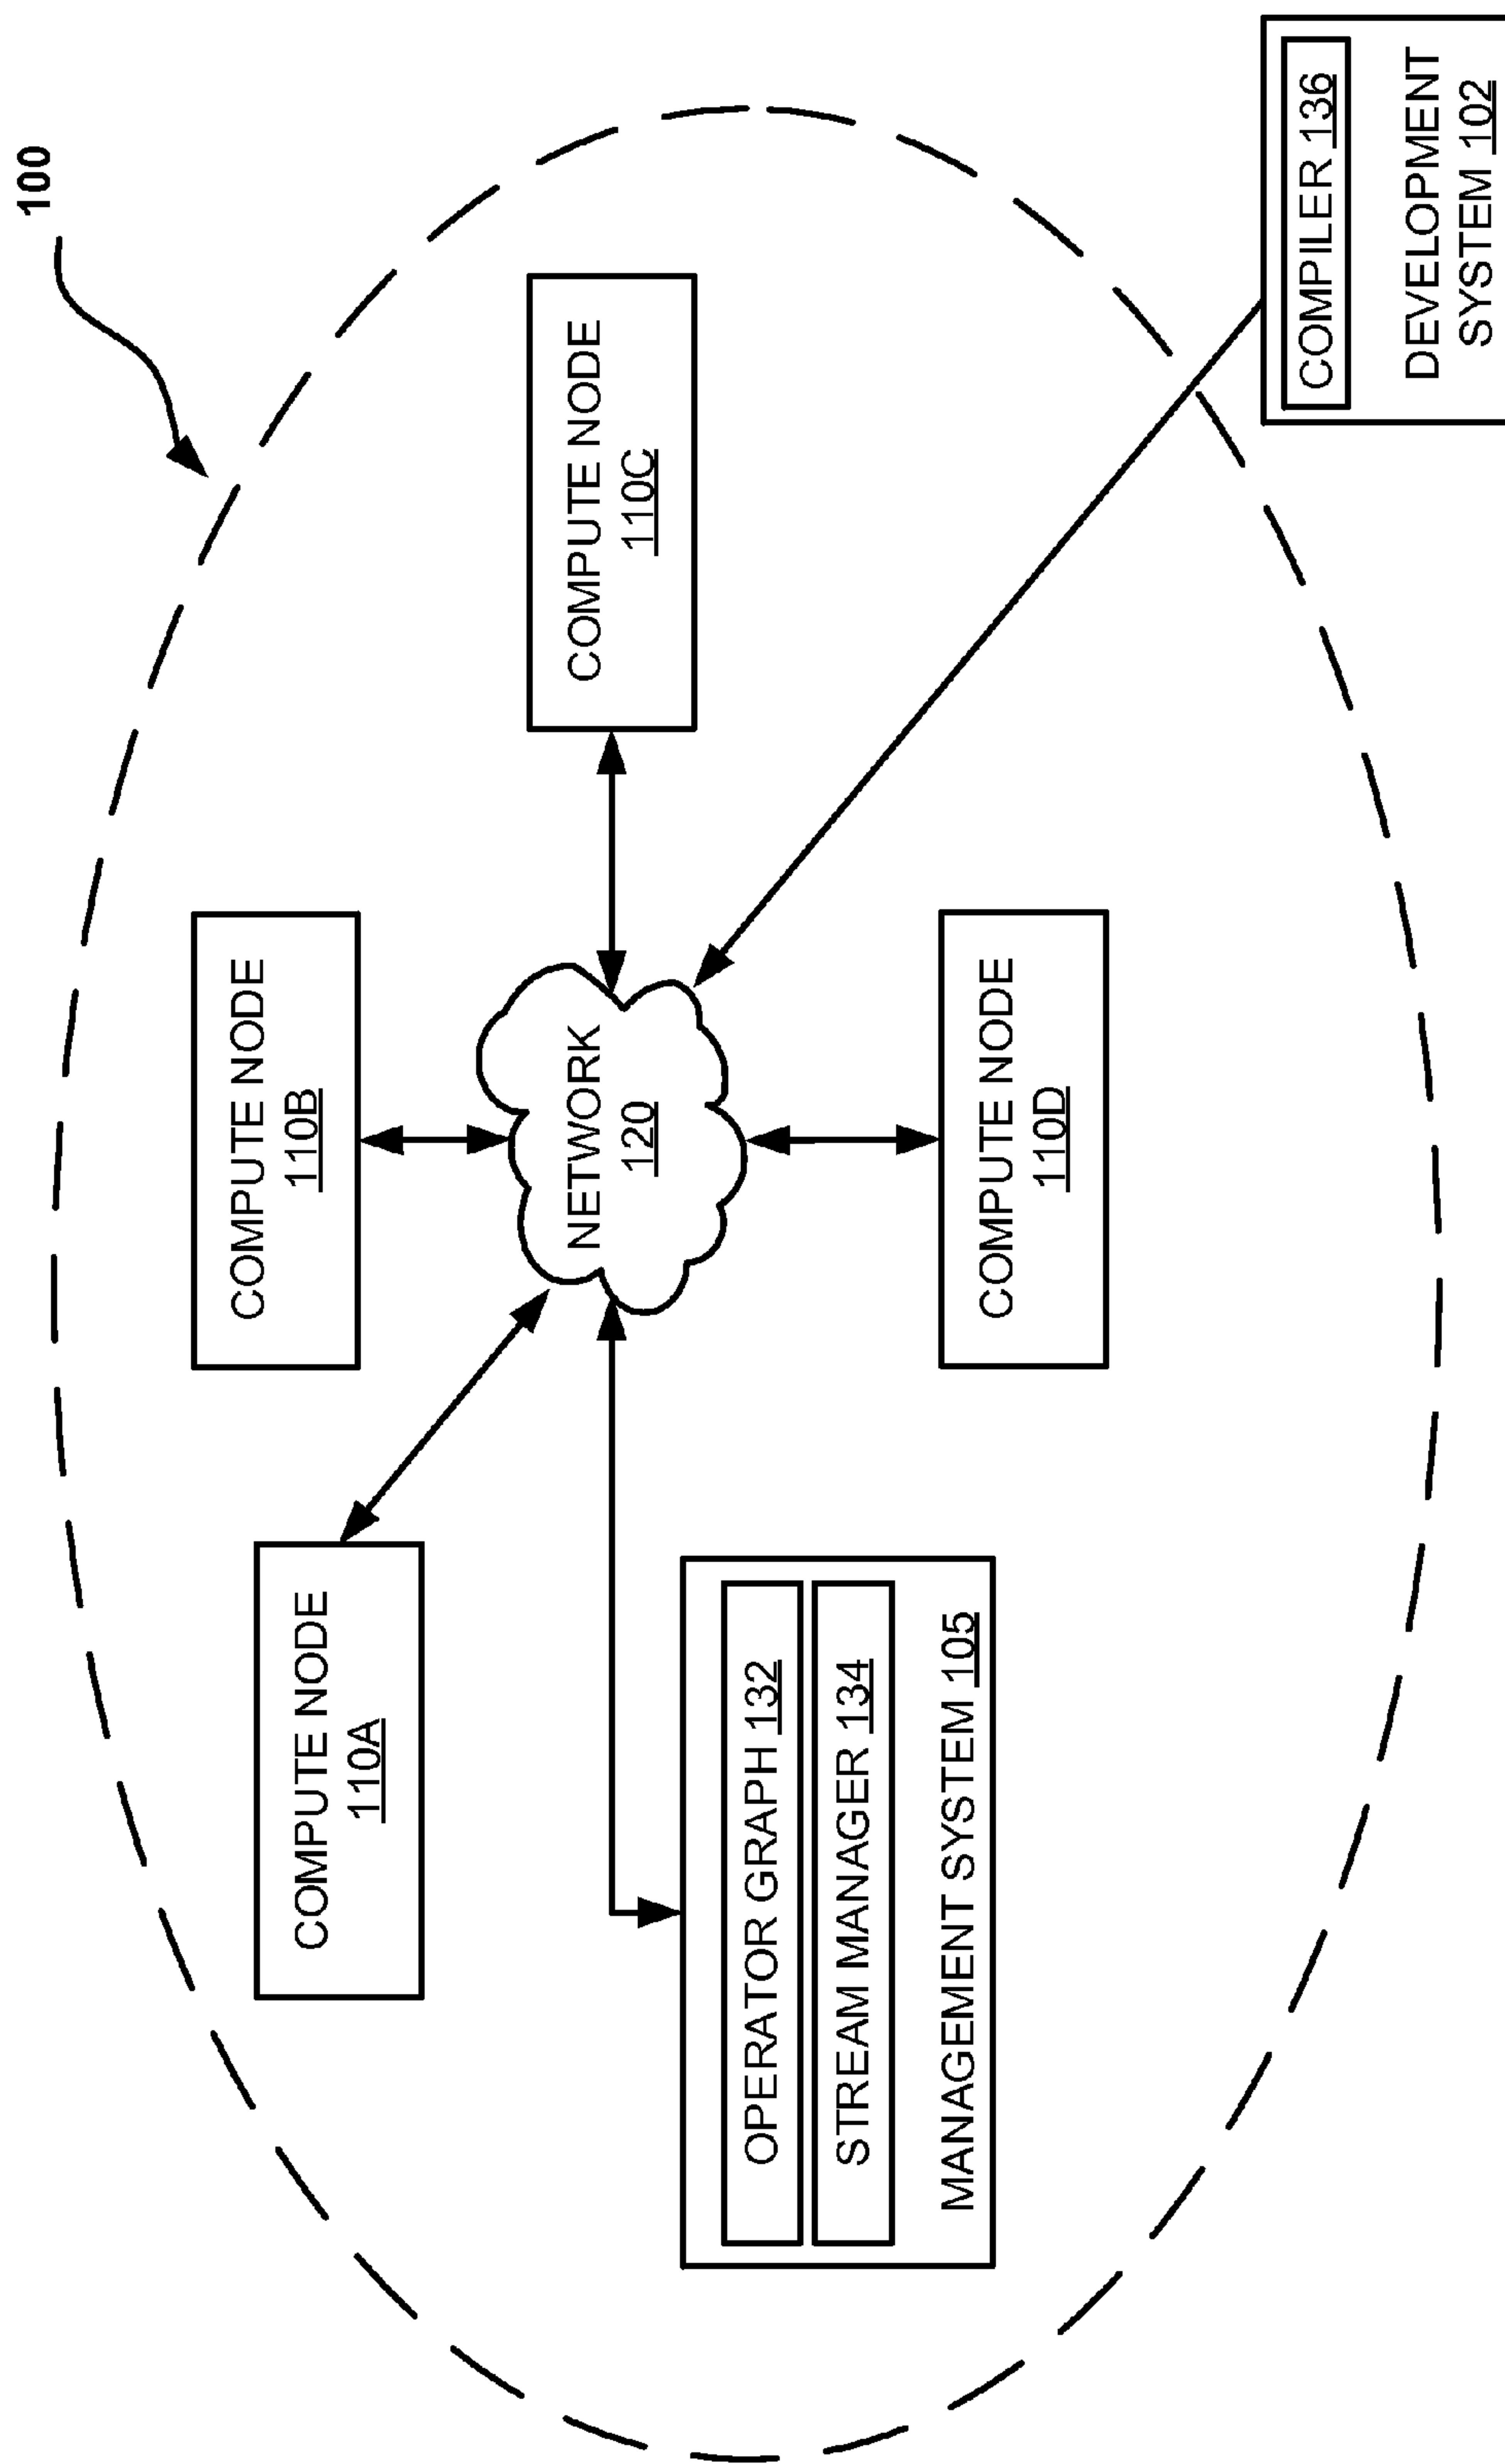 100
COMPUTE NODE
110B
COMPUTE NODE
110A
COMPUTE NODE
110C
NETWORK
120
OPERATOR GRAPH 132
STREAM MANAGER 134
MANAGEMENT SYSTEM 105
COMPUTE NODE
110D
COMPILER 136
DEVELOPMENT
SYSTEM 102